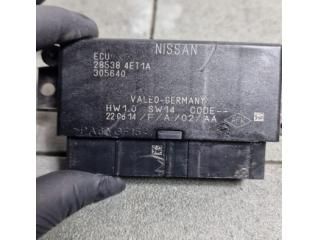 NISSAN
ECU
28538 4ET1A
305640
VALEO-GERMANY
HW1.0 SW14 CODE--
220614/F/A/02/AA